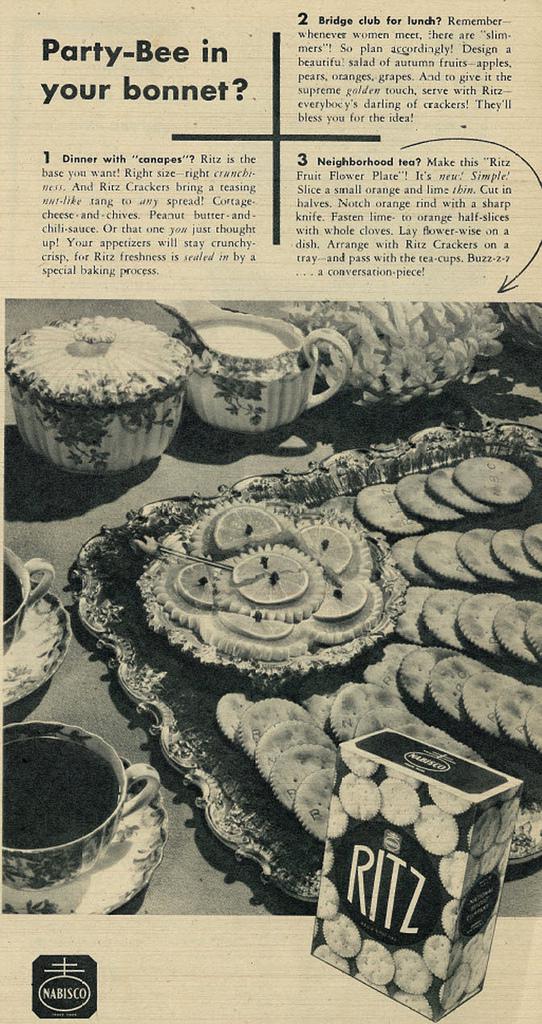 Party-Bee in
your bonnet?
1 Dinner with "canapes"? Ritz is the
base you want! Right size—right crunchi-
ness. And Ritz Crackers bring a teasing
nut-like tang to any spread! Cottage-
cheese-and-chives. Peanut butter-and-
chili-sauce. Or that one you just thought
up! Your appetizers will stay crunchy-
crisp, for Ritz freshness is sealed in by a
special baking process.
2 Bridge club for lunch? Remember—
whenever women meet, there are "slim-
mers"! So plan accordingly! Design a
beautiful salad of autumn fruits—apples,
pears, oranges, grapes. And to give it the
supreme golden touch, serve with Ritz—
everybody's darling of crackers! They'll
bless you for the idea!
3 Neighborhood tea? Make this "Ritz
Fruit Flower Plate"! It's new! Simple!
Slice a small orange and lime thin. Cut in
halves. Notch orange rind with a sharp
knife. Fasten lime- to orange half-slices
with whole cloves. Lay flower-wise on a
dish. Arrange with Ritz Crackers on a
tray—and pass with the tea-cups. Buzz-z-z
. . . a conversation-piece!
NABISCO
RITZ
NABISCO